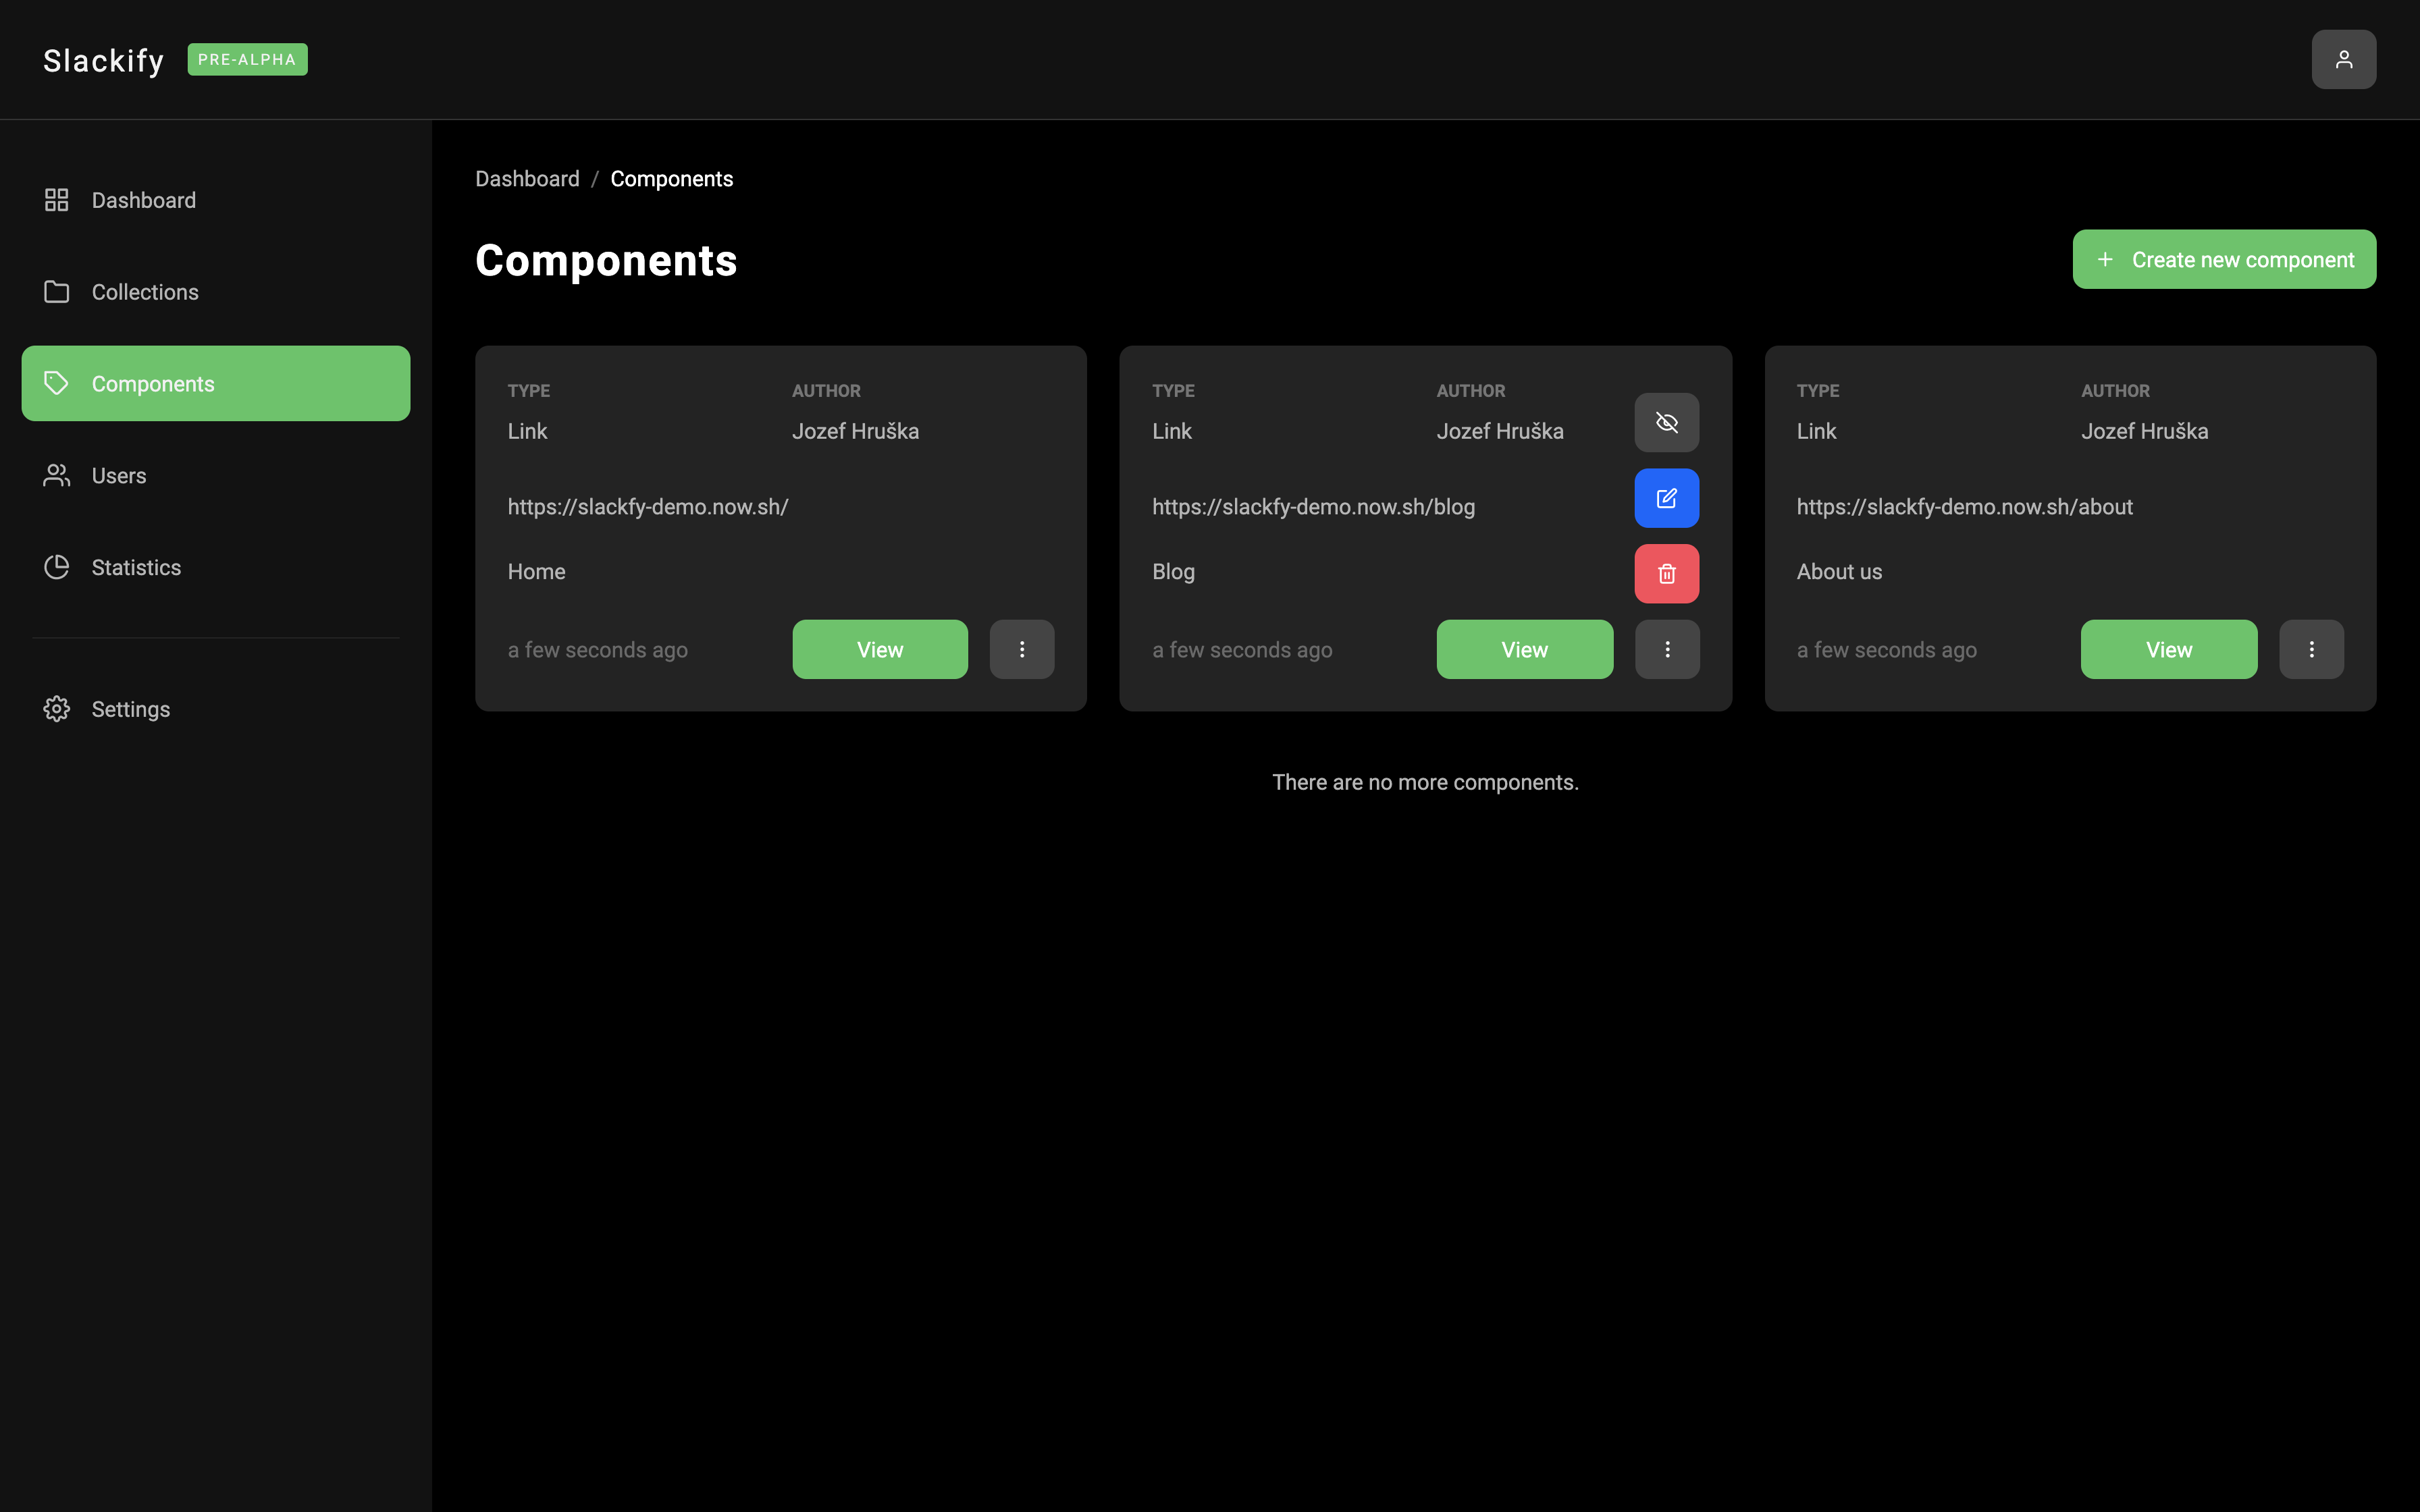 Slackify PRE-ALPHA
Dashboard
Collections
Components
Users
Statistics
Settings
Dashboard / Components
Components
Create new component
TYPE AUTHOR
Link Jozef Hruška
https://slackfy-demo.now.sh/
Home
a few seconds ago View
TYPE AUTHOR
Link Jozef Hruška
https://slackfy-demo.now.sh/blog
Blog
a few seconds ago View
TYPE AUTHOR
Link Jozef Hruška
https://slackfy-demo.now.sh/about
About us
a few seconds ago View
There are no more components.